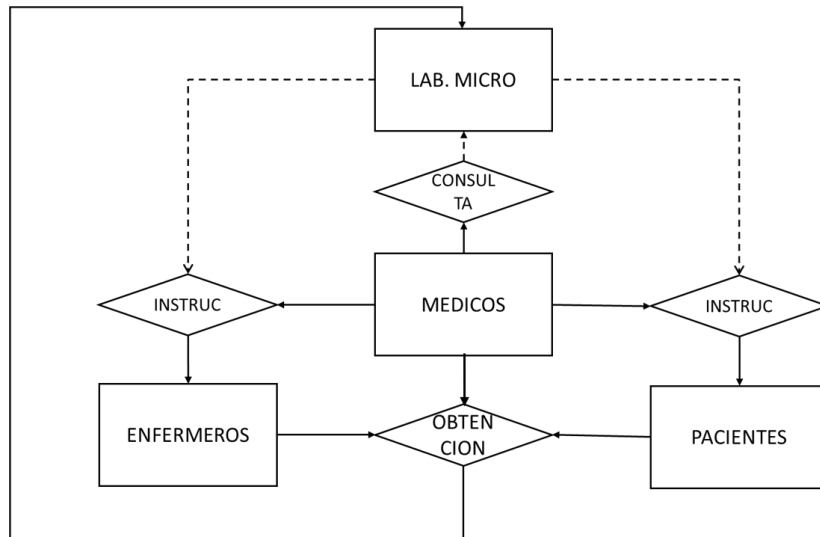 LAB. MICRO
CONSUL
TA
INSTRUC
MEDICOS
INSTRUC
ENFERMEROS
OBTEN
CION
PACIENTES